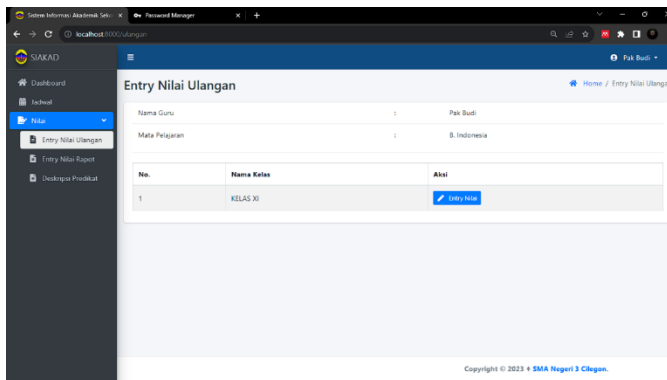 Sistem Informasi Akademik Seko
Password Manager
localhost:8000/ulangan
SIAKAD
Pak Budi
Dashboard
Jadwal
Nilai
Entry Nilai Ulangan
Entry Nilai Rapot
Deskripsi Predikat
Entry Nilai Ulangan
Home / Entry Nilai Ulanga
Nama Guru : Pak Budi
Mata Pelajaran : B. Indonesia
No. Nama Kelas Aksi
1 KELAS XI Entry Nilai
Copyright © 2023 SMA Negeri 3 Cilegon.